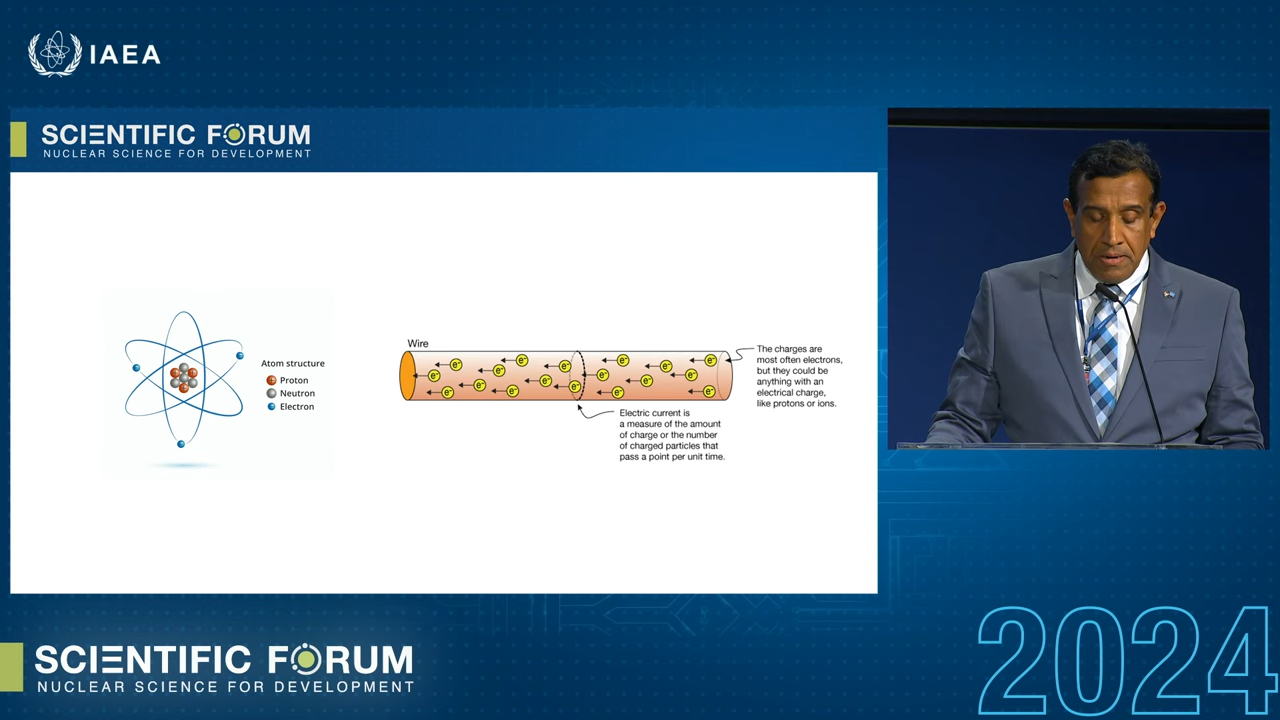 IAEA
SCIENTIFIC FORUM
NUCLEAR SCIENCE FOR DEVELOPMENT
Atom structure
Proton
Neutron
Electron
Wire
e⁻ e⁻ e⁻ e⁻ e⁻ e⁻
e⁻ e⁻ e⁻ e⁻
e⁻ e⁻ e⁻ e⁻ e⁻
e⁻ e⁻ e⁻ e⁻
The charges are
most often electrons,
but they could be
anything with an
electrical charge,
like protons or ions.
Electric current is
a measure of the amount
of charge or the number
of charged particles that
pass a point per unit time.
SCIENTIFIC FORUM
NUCLEAR SCIENCE FOR DEVELOPMENT
2024